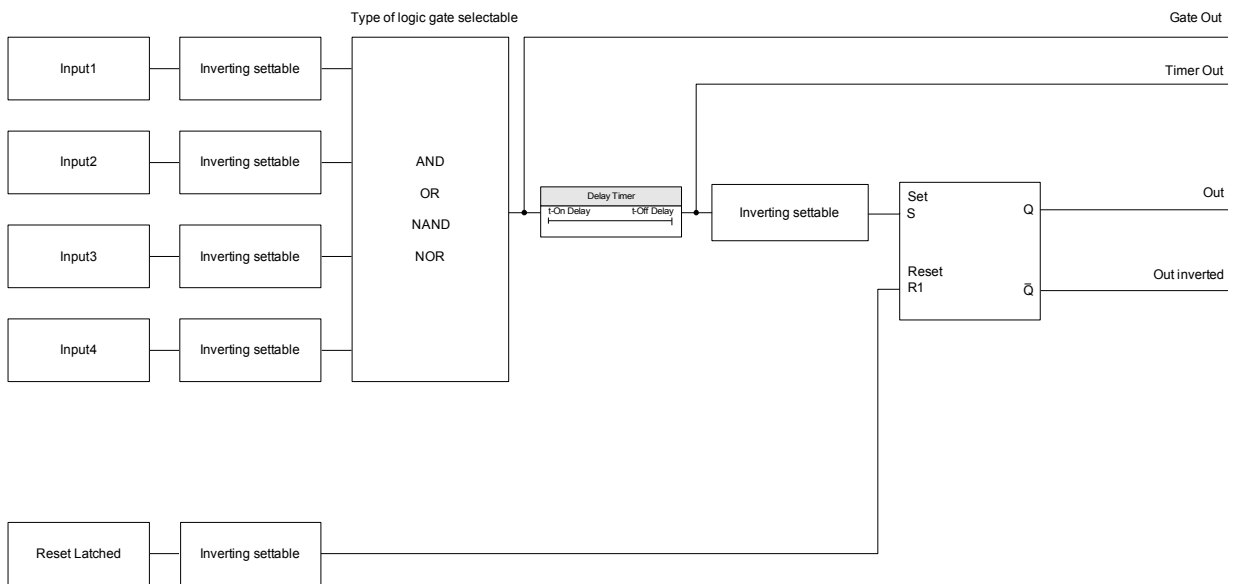 Type of logic gate selectable
Gate Out
Input1
Inverting settable
Timer Out
Input2
Inverting settable
AND
OR
NAND
NOR
Delay Timer
t-On Delay
t-Off Delay
Inverting settable
Set
S
Q
Out
Reset
R1
Q̅
Out inverted
Input3
Inverting settable
Input4
Inverting settable
Reset Latched
Inverting settable